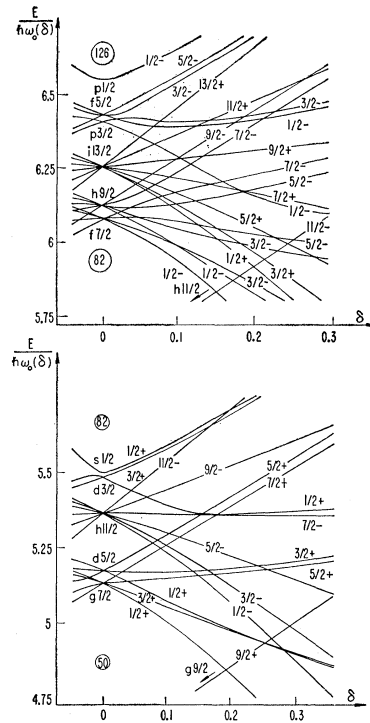 E
ħω₀(δ)
126
1/2-
5/2-
3/2-
13/2+
p1/2
6.5
f5/2
11/2+
3/2-
p3/2
9/2-
7/2-
1/2-
i13/2
9/2+
6.25
7/2-
5/2-
h9/2
7/2+
1/2-
11/2-
5/2+
6
f7/2
3/2-
5/2-
82
1/2+
3/2+
1/2-
1/2-
3/2-
h11/2
5.75
0 0.1 0.2 0.3
δ
E
ħω₀(δ)
82
s1/2
1/2+
11/2-
3/2+
5.5
d3/2
9/2-
5/2+
7/2+
h11/2
1/2+
7/2-
5.25
5/2-
3/2+
d5/2
5/2+
g7/2
3/2+
1/2+
3/2-
1/2+
1/2-
5
50
g9/2
9/2+
4.75
0 0.1 0.2 0.3
δ